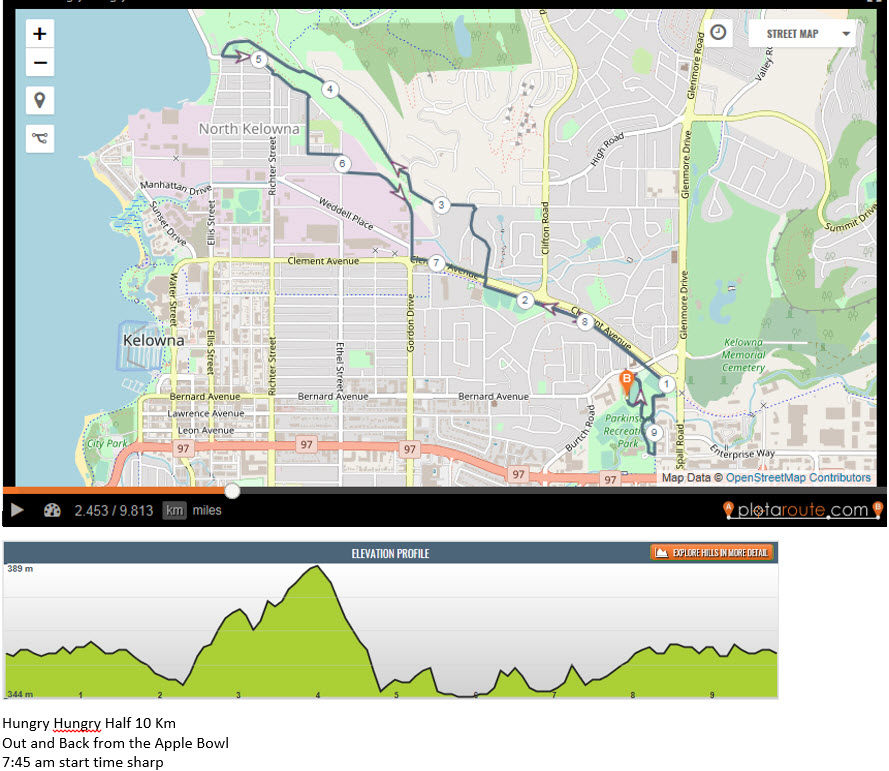 +
STREET MAP
−
North Kelowna
Glenmore Road
Valley R
High Road
Glenmore Drive
Summit Drive
Manhattan Drive
Sunset Drive
Ellis Street
Richter Street
Weddell Place
Clifton Road
Clement Avenue
Clement Avenue
Clement Avenue
Water Street
Gordon Drive
Glenmore Drive
Kelowna
Ellis Street
Richter Street
Ethel Street
Kelowna
Memorial
Cemetery
Bernard Avenue
Bernard Avenue
Bernard Avenue
Lawrence Avenue
Leon Avenue
City Park
Burtch Road
Parkins
Recreati
Park
Spall Road
Enterprise Way
97 97 97 97 97
1 2 3 4 5 6 7 8 9 B
Map Data © OpenStreetMap Contributors
2.453 / 9.813 km miles
plotaroute.com
ELEVATION PROFILE
EXPLORE HILLS IN MORE DETAIL
389 m
344 m 1 2 3 4 5 6 7 8 9
Hungry Hungry Half 10 Km
Out and Back from the Apple Bowl
7:45 am start time sharp